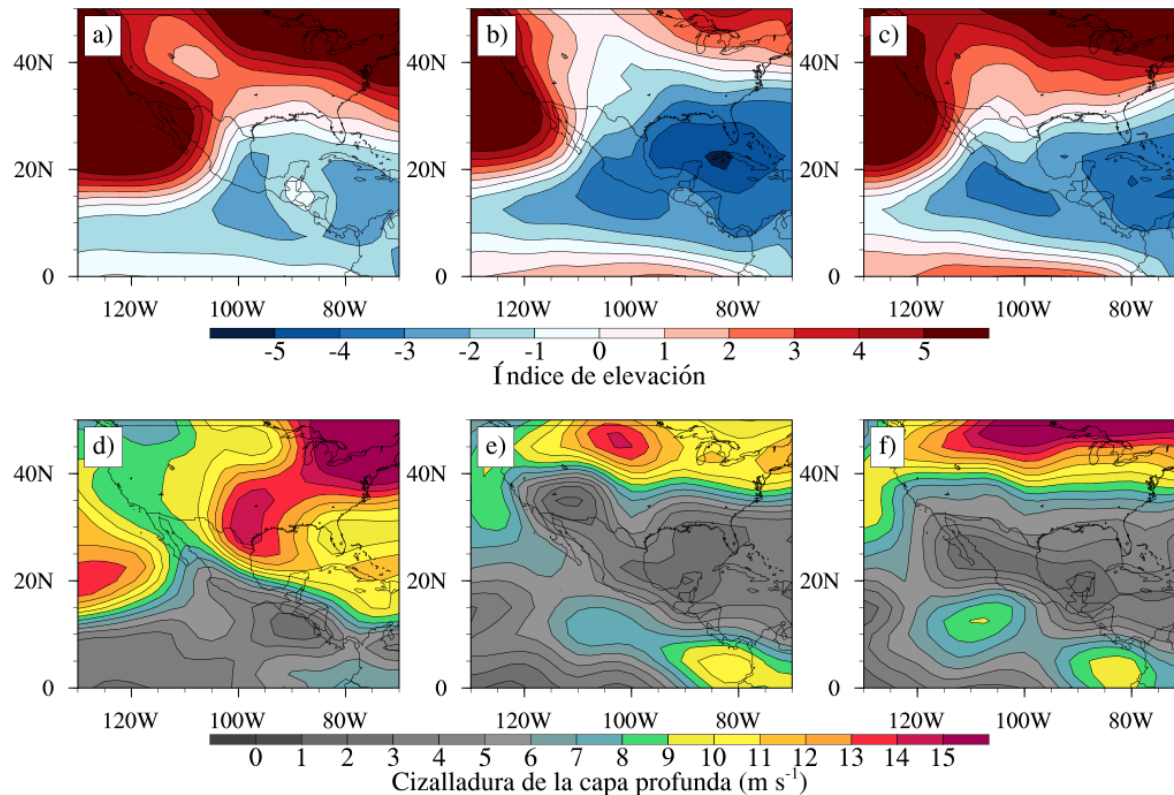 a) b) c)
40N 40N 40N
20N 20N 20N
0 0 0
120W 100W 80W 120W 100W 80W 120W 100W 80W
-5 -4 -3 -2 -1 0 1 2 3 4 5
Índice de elevación
d) e) f)
40N 40N 40N
20N 20N 20N
0 0 0
120W 100W 80W 120W 100W 80W 120W 100W 80W
0 1 2 3 4 5 6 7 8 9 10 11 12 13 14 15
Cizalladura de la capa profunda (m s⁻¹)